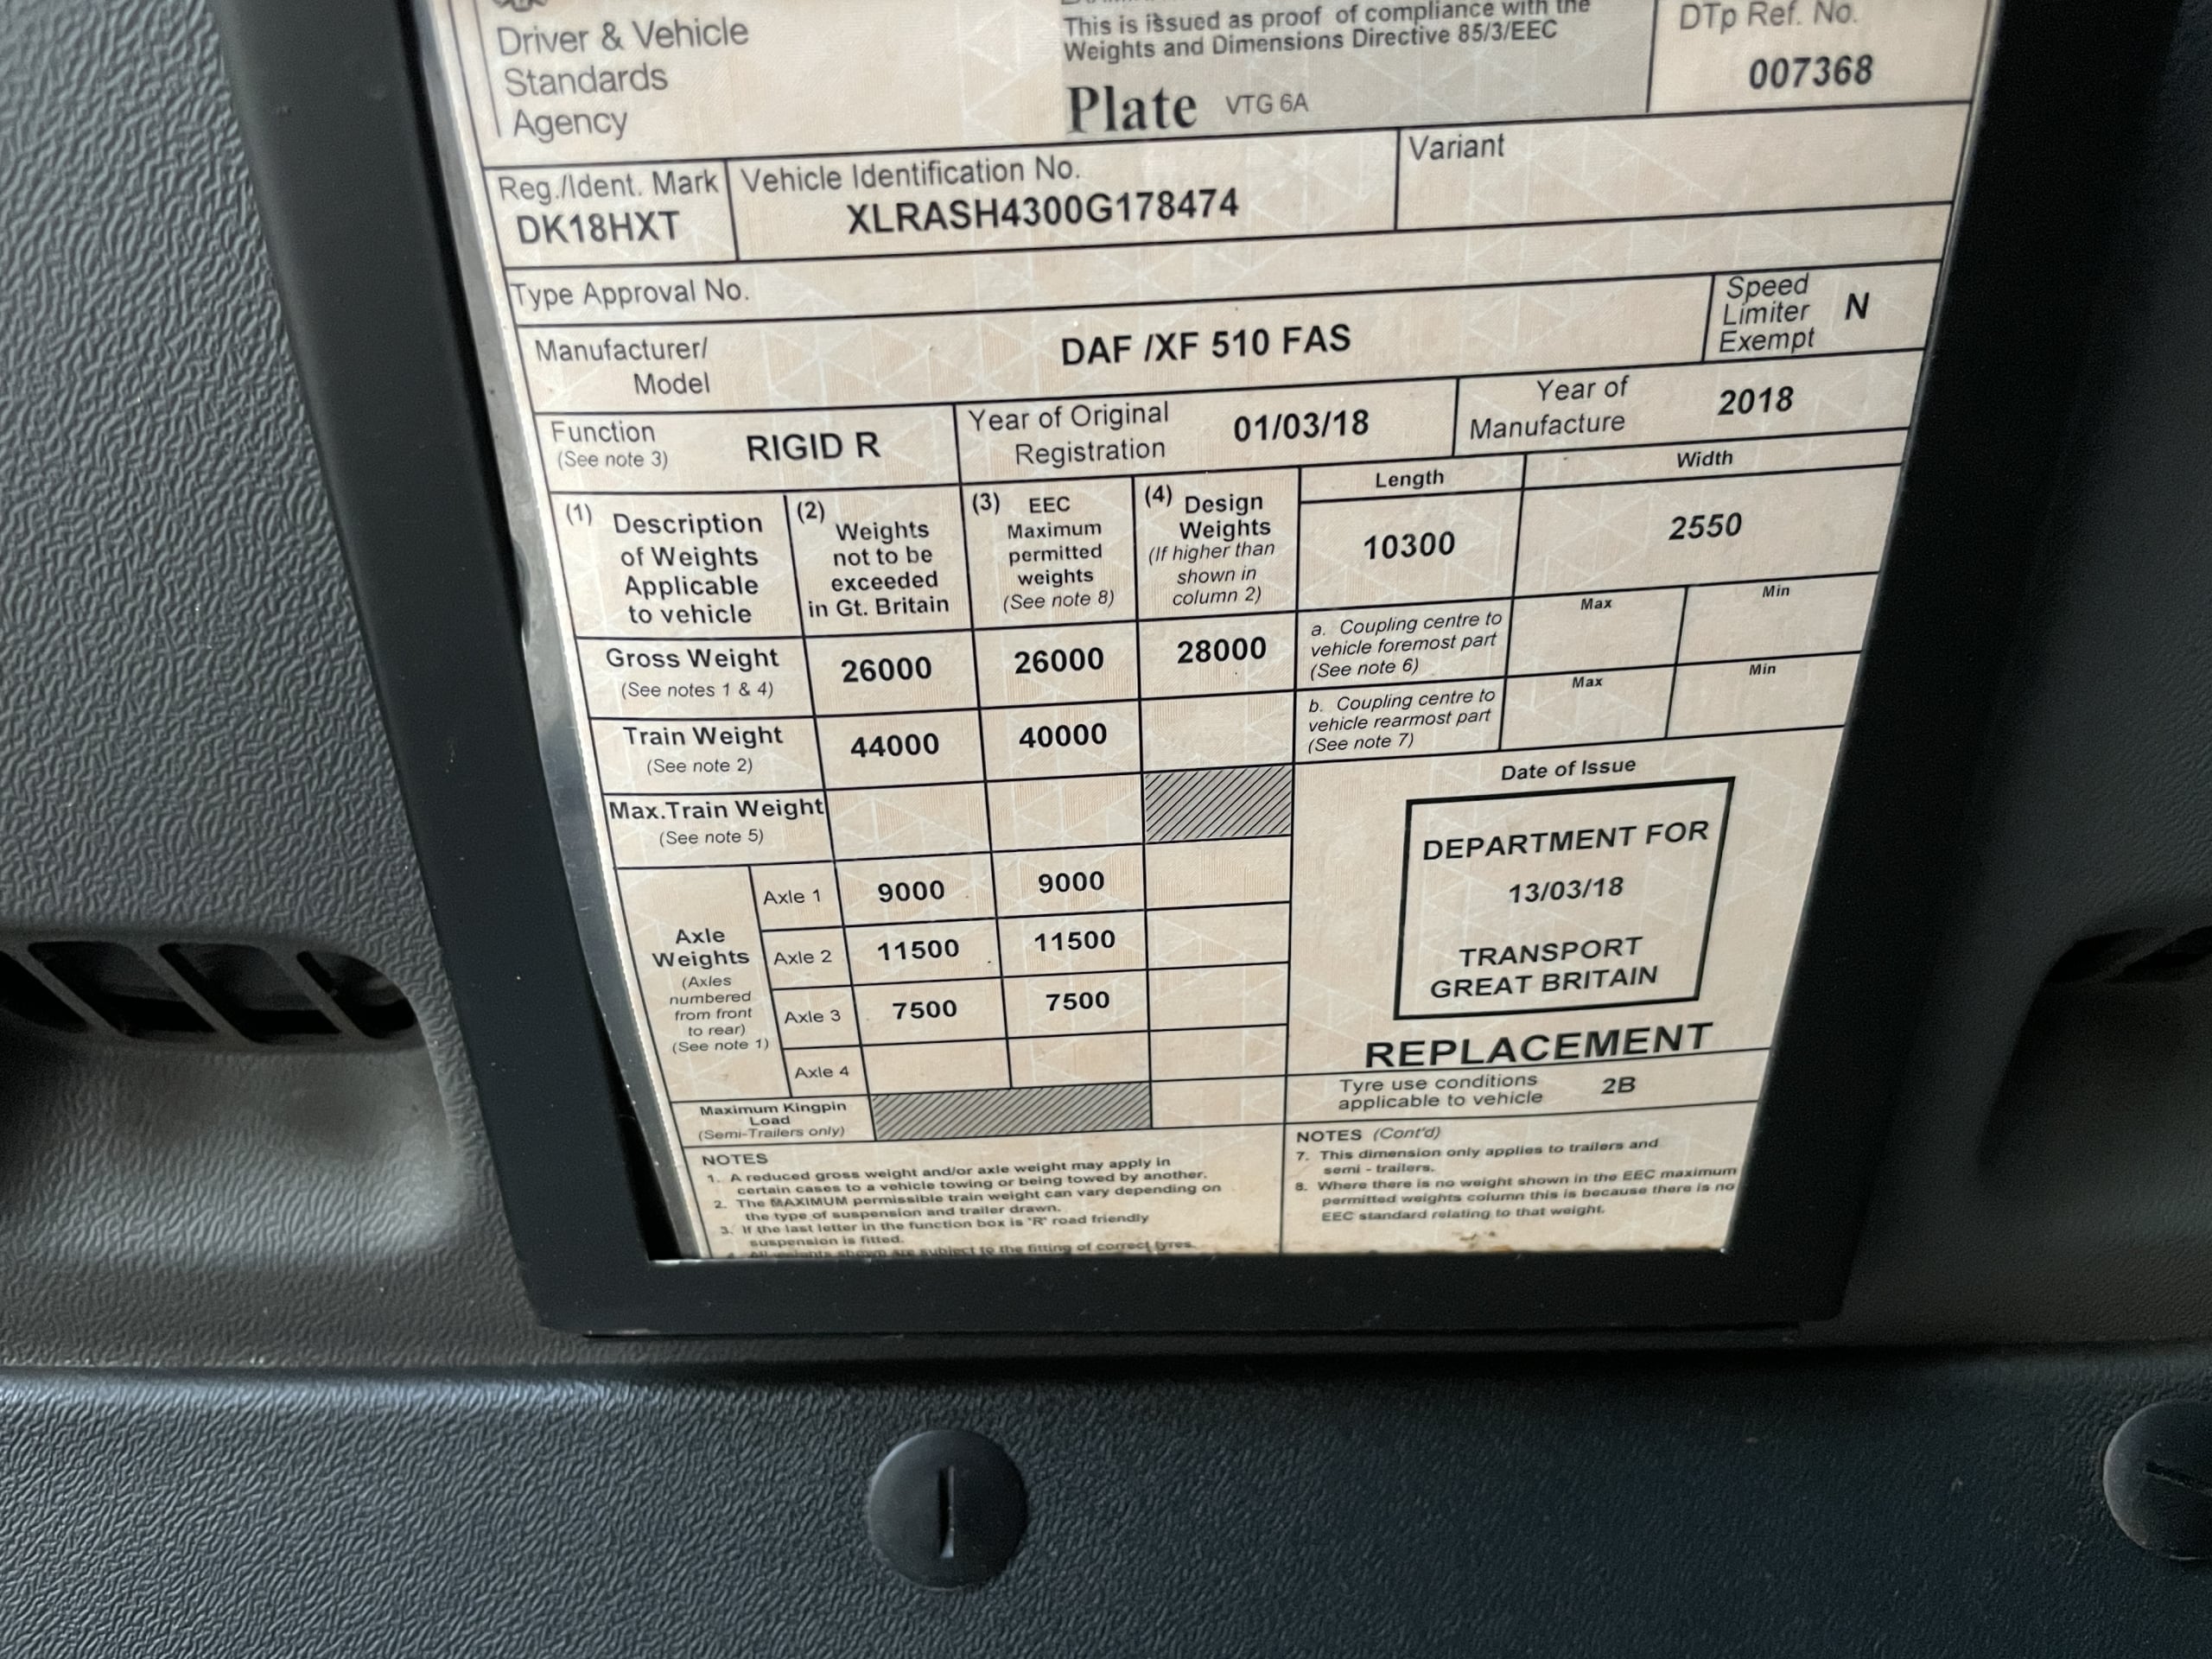 Driver & Vehicle
Standards
Agency
This is issued as proof of compliance with the
Weights and Dimensions Directive 85/3/EEC
Plate VTG 6A
DTp Ref. No.
007368
Reg./Ident. Mark
DK18HXT
Vehicle Identification No.
XLRASH4300G178474
Variant
Type Approval No.
Manufacturer/
Model
DAF /XF 510 FAS
Speed
Limiter
Exempt
N
Function
(See note 3)
RIGID R
Year of Original
Registration
01/03/18
Year of
Manufacture
2018
(1) Description
of Weights
Applicable
to vehicle
(2) Weights
not to be
exceeded
in Gt. Britain
(3) EEC
Maximum
permitted
weights
(See note 8)
(4) Design
Weights
(If higher than
shown in
column 2)
Length
10300
Width
2550
Gross Weight
(See notes 1 & 4)
26000
26000
28000
a. Coupling centre to
vehicle foremost part
(See note 6)
Max
Min
Train Weight
(See note 2)
44000
40000
b. Coupling centre to
vehicle rearmost part
(See note 7)
Max
Min
Max.Train Weight
(See note 5)
Axle
Weights
(Axles
numbered
from front
to rear)
(See note 1)
Axle 1
9000
9000
Axle 2
11500
11500
Axle 3
7500
7500
Axle 4
Maximum Kingpin
Load
(Semi-Trailers only)
Date of Issue
DEPARTMENT FOR
13/03/18
TRANSPORT
GREAT BRITAIN
REPLACEMENT
Tyre use conditions
applicable to vehicle
2B
NOTES
1. A reduced gross weight and/or axle weight may apply in
certain cases to a vehicle towing or being towed by another.
2. The MAXIMUM permissible train weight can vary depending on
the type of suspension and trailer drawn.
3. If the last letter in the function box is 'R' road friendly
suspension is fitted.
4. All weights shown are subject to the fitting of correct tyres.
NOTES (Cont'd)
7. This dimension only applies to trailers and
semi - trailers.
8. Where there is no weight shown in the EEC maximum
permitted weights column this is because there is no
EEC standard relating to that weight.